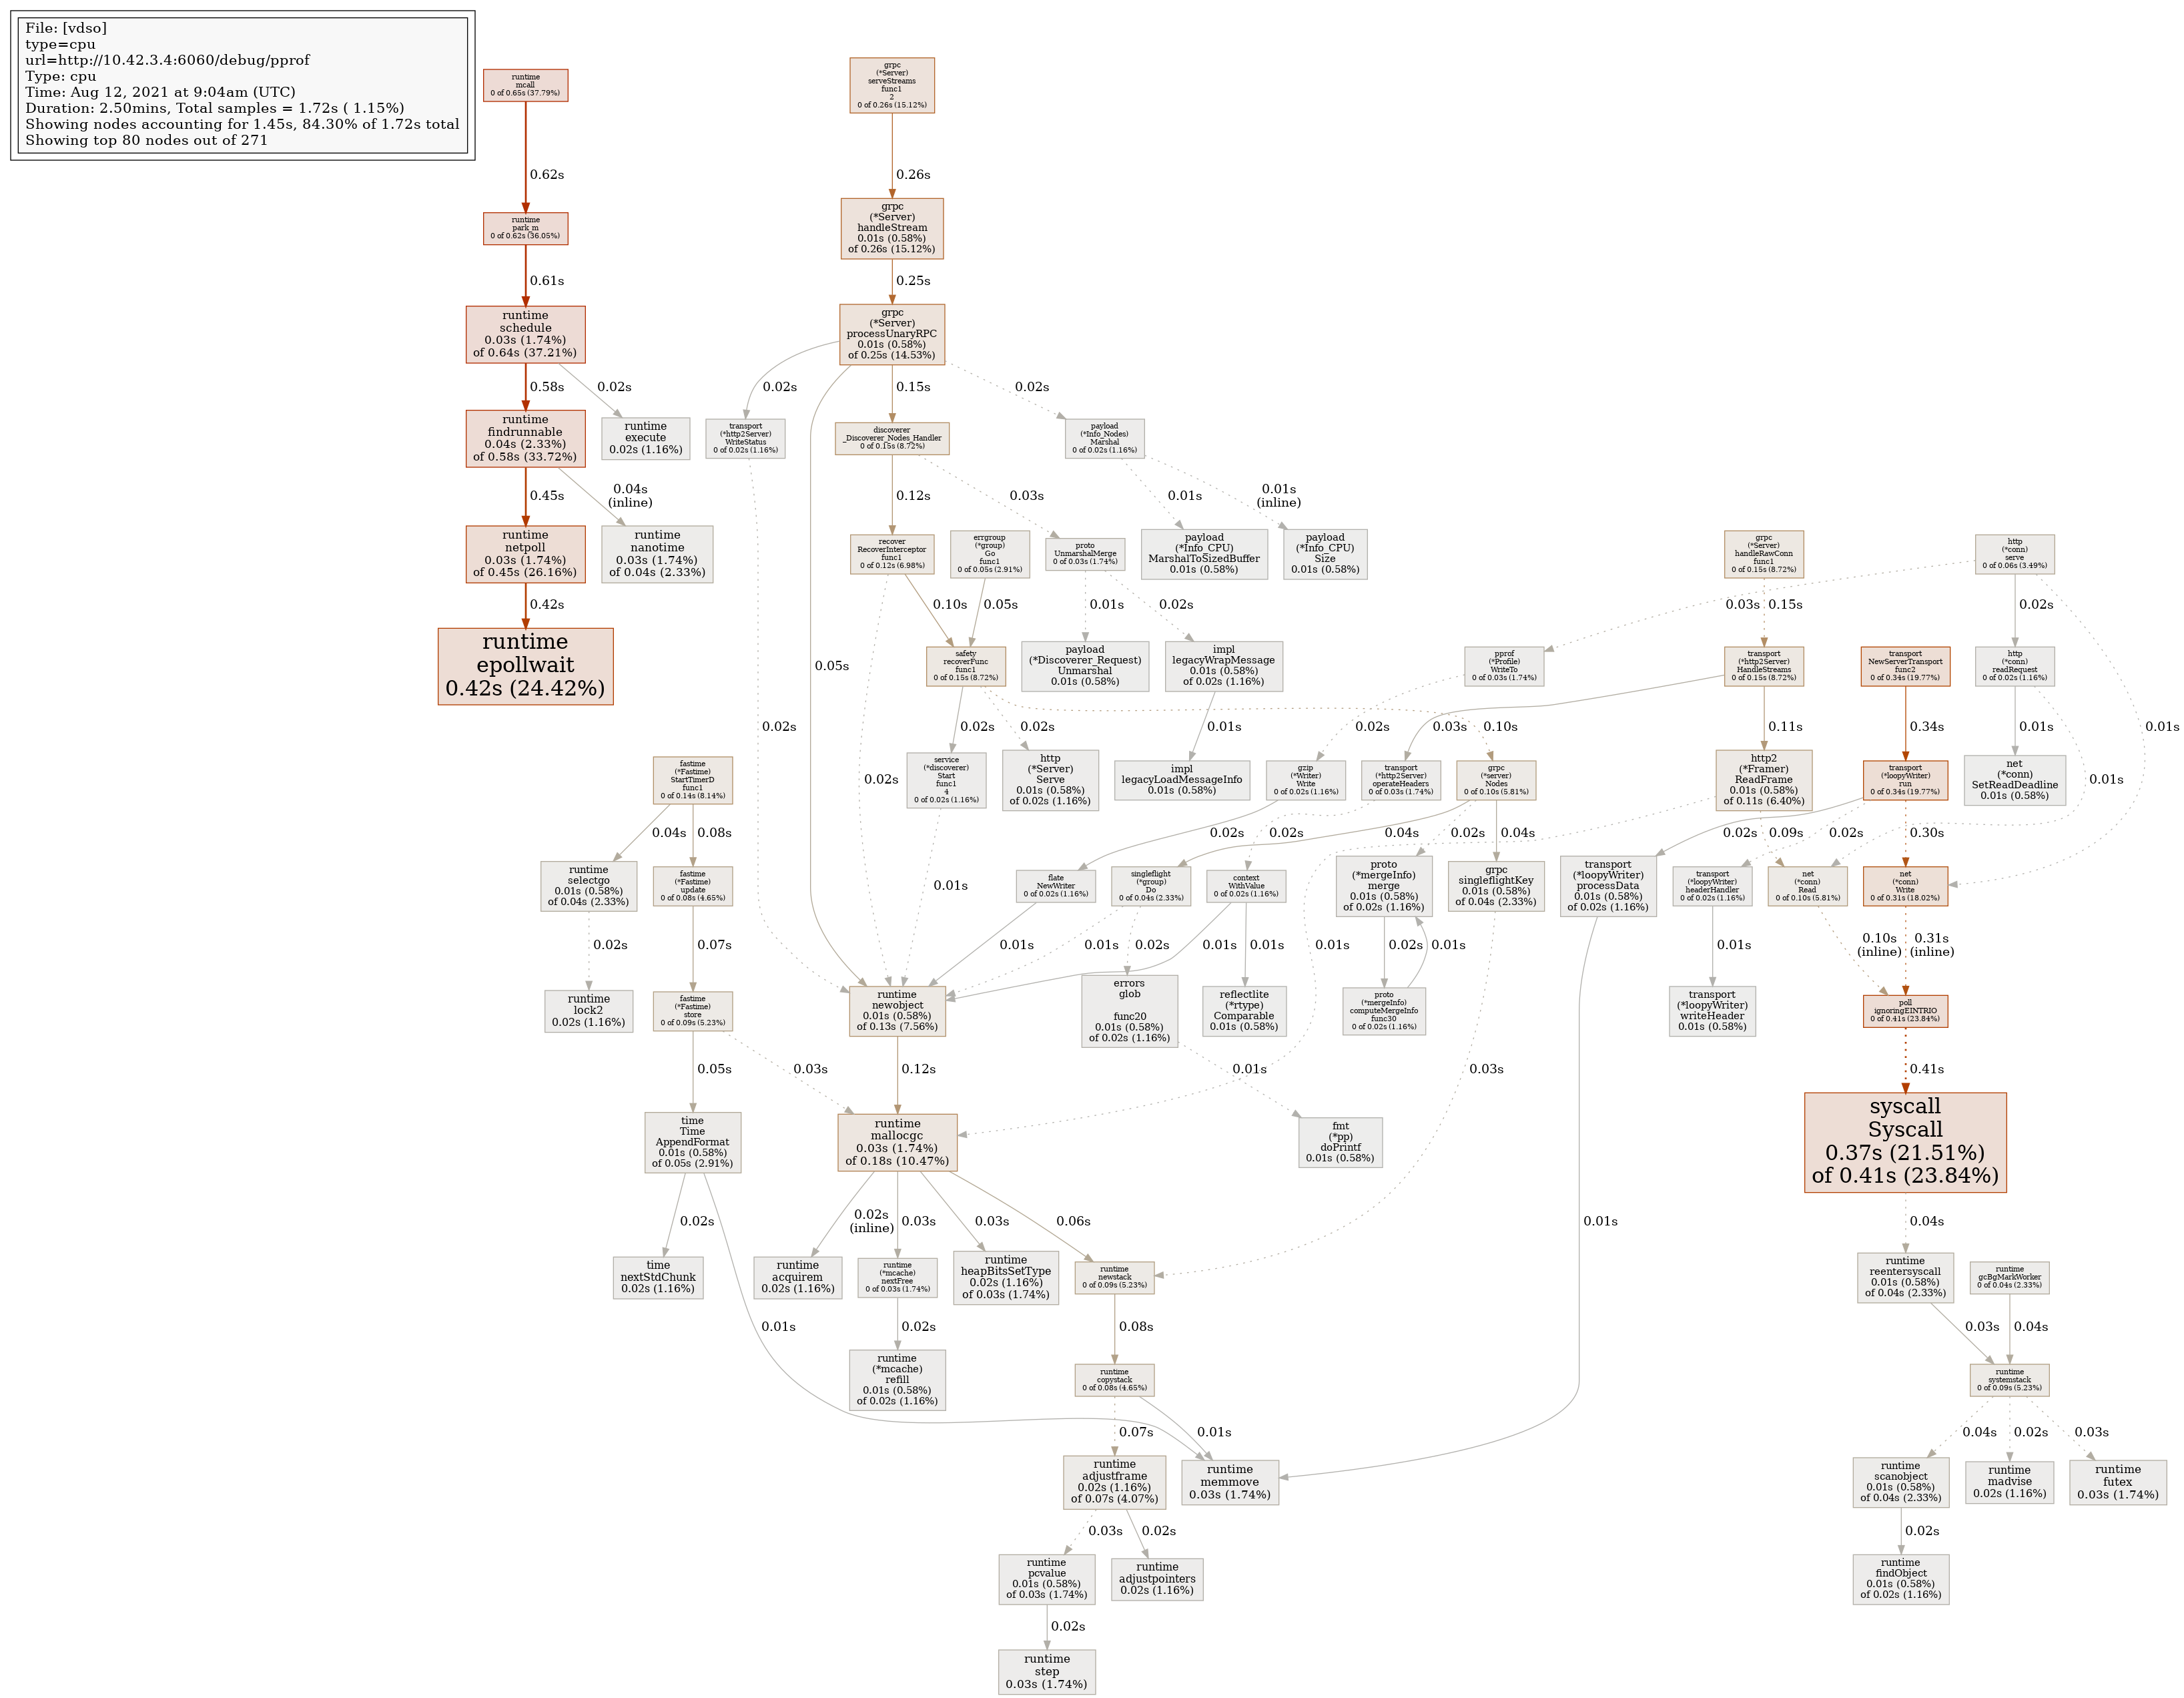 File: [vdso]
type=cpu
url=http://10.42.3.4:6060/debug/pprof
Type: cpu
Time: Aug 12, 2021 at 9:04am (UTC)
Duration: 2.50mins, Total samples = 1.72s ( 1.15%)
Showing nodes accounting for 1.45s, 84.30% of 1.72s total
Showing top 80 nodes out of 271
runtime
mcall
0 of 0.65s (37.79%)
grpc
(*Server)
serveStreams
func1
2
0 of 0.26s (15.12%)
0.62s
0.26s
runtime
park_m
0 of 0.62s (36.05%)
grpc
(*Server)
handleStream
0.01s (0.58%)
of 0.26s (15.12%)
0.61s
0.25s
runtime
schedule
0.03s (1.74%)
of 0.64s (37.21%)
grpc
(*Server)
processUnaryRPC
0.01s (0.58%)
of 0.25s (14.53%)
0.58s
0.02s
0.02s
0.15s
0.02s
runtime
findrunnable
0.04s (2.33%)
of 0.58s (33.72%)
runtime
execute
0.02s (1.16%)
transport
(*http2Server)
WriteStatus
0 of 0.02s (1.16%)
discoverer
_Discoverer_Nodes_Handler
0 of 0.15s (8.72%)
payload
(*Info_Nodes)
Marshal
0 of 0.02s (1.16%)
0.45s
0.04s
(inline)
0.12s
0.03s
0.01s
0.01s
(inline)
runtime
netpoll
0.03s (1.74%)
of 0.45s (26.16%)
runtime
nanotime
0.03s (1.74%)
of 0.04s (2.33%)
recover
RecoverInterceptor
func1
0 of 0.12s (6.98%)
errgroup
(*group)
Go
func1
0 of 0.05s (2.91%)
proto
UnmarshalMerge
0 of 0.03s (1.74%)
payload
(*Info_CPU)
MarshalToSizedBuffer
0.01s (0.58%)
payload
(*Info_CPU)
Size
0.01s (0.58%)
grpc
(*Server)
handleRawConn
func1
0 of 0.15s (8.72%)
http
(*conn)
serve
0 of 0.06s (3.49%)
0.42s
0.10s
0.05s
0.01s
0.02s
0.03s
0.15s
0.02s
runtime
epollwait
0.42s (24.42%)
0.05s
safety
recoverFunc
func1
0 of 0.15s (8.72%)
payload
(*Discoverer_Request)
Unmarshal
0.01s (0.58%)
impl
legacyWrapMessage
0.01s (0.58%)
of 0.02s (1.16%)
pprof
(*Profile)
WriteTo
0 of 0.03s (1.74%)
transport
(*http2Server)
HandleStreams
0 of 0.15s (8.72%)
transport
NewServerTransport
func2
0 of 0.34s (19.77%)
http
(*conn)
readRequest
0 of 0.02s (1.16%)
0.02s
0.02s
0.02s
0.01s
0.02s
0.03s
0.10s
0.11s
0.34s
0.01s
0.01s
fastime
(*Fastime)
StartTimerD
func1
0 of 0.14s (8.14%)
0.02s
service
(*discoverer)
Start
func1
4
0 of 0.02s (1.16%)
http
(*Server)
Serve
0.01s (0.58%)
of 0.02s (1.16%)
impl
legacyLoadMessageInfo
0.01s (0.58%)
gzip
(*Writer)
Write
0 of 0.02s (1.16%)
transport
(*http2Server)
operateHeaders
0 of 0.03s (1.74%)
grpc
(*server)
Nodes
0 of 0.10s (5.81%)
http2
(*Framer)
ReadFrame
0.01s (0.58%)
of 0.11s (6.40%)
transport
(*loopyWriter)
run
0 of 0.34s (19.77%)
net
(*conn)
SetReadDeadline
0.01s (0.58%)
0.01s
0.04s
0.08s
0.02s
0.02s
0.04s
0.02s
0.04s
0.02s
0.09s
0.02s
0.30s
runtime
selectgo
0.01s (0.58%)
of 0.04s (2.33%)
fastime
(*Fastime)
update
0 of 0.08s (4.65%)
0.01s
flate
NewWriter
0 of 0.02s (1.16%)
singleflight
(*group)
Do
0 of 0.04s (2.33%)
context
WithValue
0 of 0.02s (1.16%)
proto
(*mergeInfo)
merge
0.01s (0.58%)
of 0.02s (1.16%)
grpc
singleflightKey
0.01s (0.58%)
of 0.04s (2.33%)
transport
(*loopyWriter)
processData
0.01s (0.58%)
of 0.02s (1.16%)
transport
(*loopyWriter)
headerHandler
0 of 0.02s (1.16%)
net
(*conn)
Read
0 of 0.10s (5.81%)
net
(*conn)
Write
0 of 0.31s (18.02%)
0.02s
0.07s
0.01s
0.01s
0.02s
0.01s
0.01s
0.01s
0.02s
0.01s
0.01s
0.10s
(inline)
0.31s
(inline)
runtime
lock2
0.02s (1.16%)
fastime
(*Fastime)
store
0 of 0.09s (5.23%)
runtime
newobject
0.01s (0.58%)
of 0.13s (7.56%)
errors
glob

func20
0.01s (0.58%)
of 0.02s (1.16%)
reflectlite
(*rtype)
Comparable
0.01s (0.58%)
proto
(*mergeInfo)
computeMergeInfo
func30
0 of 0.02s (1.16%)
transport
(*loopyWriter)
writeHeader
0.01s (0.58%)
poll
ignoringEINTRIO
0 of 0.41s (23.84%)
0.05s
0.03s
0.12s
0.01s
0.03s
0.41s
time
Time
AppendFormat
0.01s (0.58%)
of 0.05s (2.91%)
runtime
mallocgc
0.03s (1.74%)
of 0.18s (10.47%)
fmt
(*pp)
doPrintf
0.01s (0.58%)
syscall
Syscall
0.37s (21.51%)
of 0.41s (23.84%)
0.02s
0.02s
(inline)
0.03s
0.03s
0.06s
0.01s
0.04s
time
nextStdChunk
0.02s (1.16%)
runtime
acquirem
0.02s (1.16%)
runtime
(*mcache)
nextFree
0 of 0.03s (1.74%)
runtime
heapBitsSetType
0.02s (1.16%)
of 0.03s (1.74%)
runtime
newstack
0 of 0.09s (5.23%)
runtime
reentersyscall
0.01s (0.58%)
of 0.04s (2.33%)
runtime
gcBgMarkWorker
0 of 0.04s (2.33%)
0.01s
0.02s
0.08s
0.03s
0.04s
runtime
(*mcache)
refill
0.01s (0.58%)
of 0.02s (1.16%)
runtime
copystack
0 of 0.08s (4.65%)
runtime
systemstack
0 of 0.09s (5.23%)
0.07s
0.01s
0.04s
0.02s
0.03s
runtime
adjustframe
0.02s (1.16%)
of 0.07s (4.07%)
runtime
memmove
0.03s (1.74%)
runtime
scanobject
0.01s (0.58%)
of 0.04s (2.33%)
runtime
madvise
0.02s (1.16%)
runtime
futex
0.03s (1.74%)
0.03s
0.02s
0.02s
runtime
pcvalue
0.01s (0.58%)
of 0.03s (1.74%)
runtime
adjustpointers
0.02s (1.16%)
runtime
findObject
0.01s (0.58%)
of 0.02s (1.16%)
0.02s
runtime
step
0.03s (1.74%)